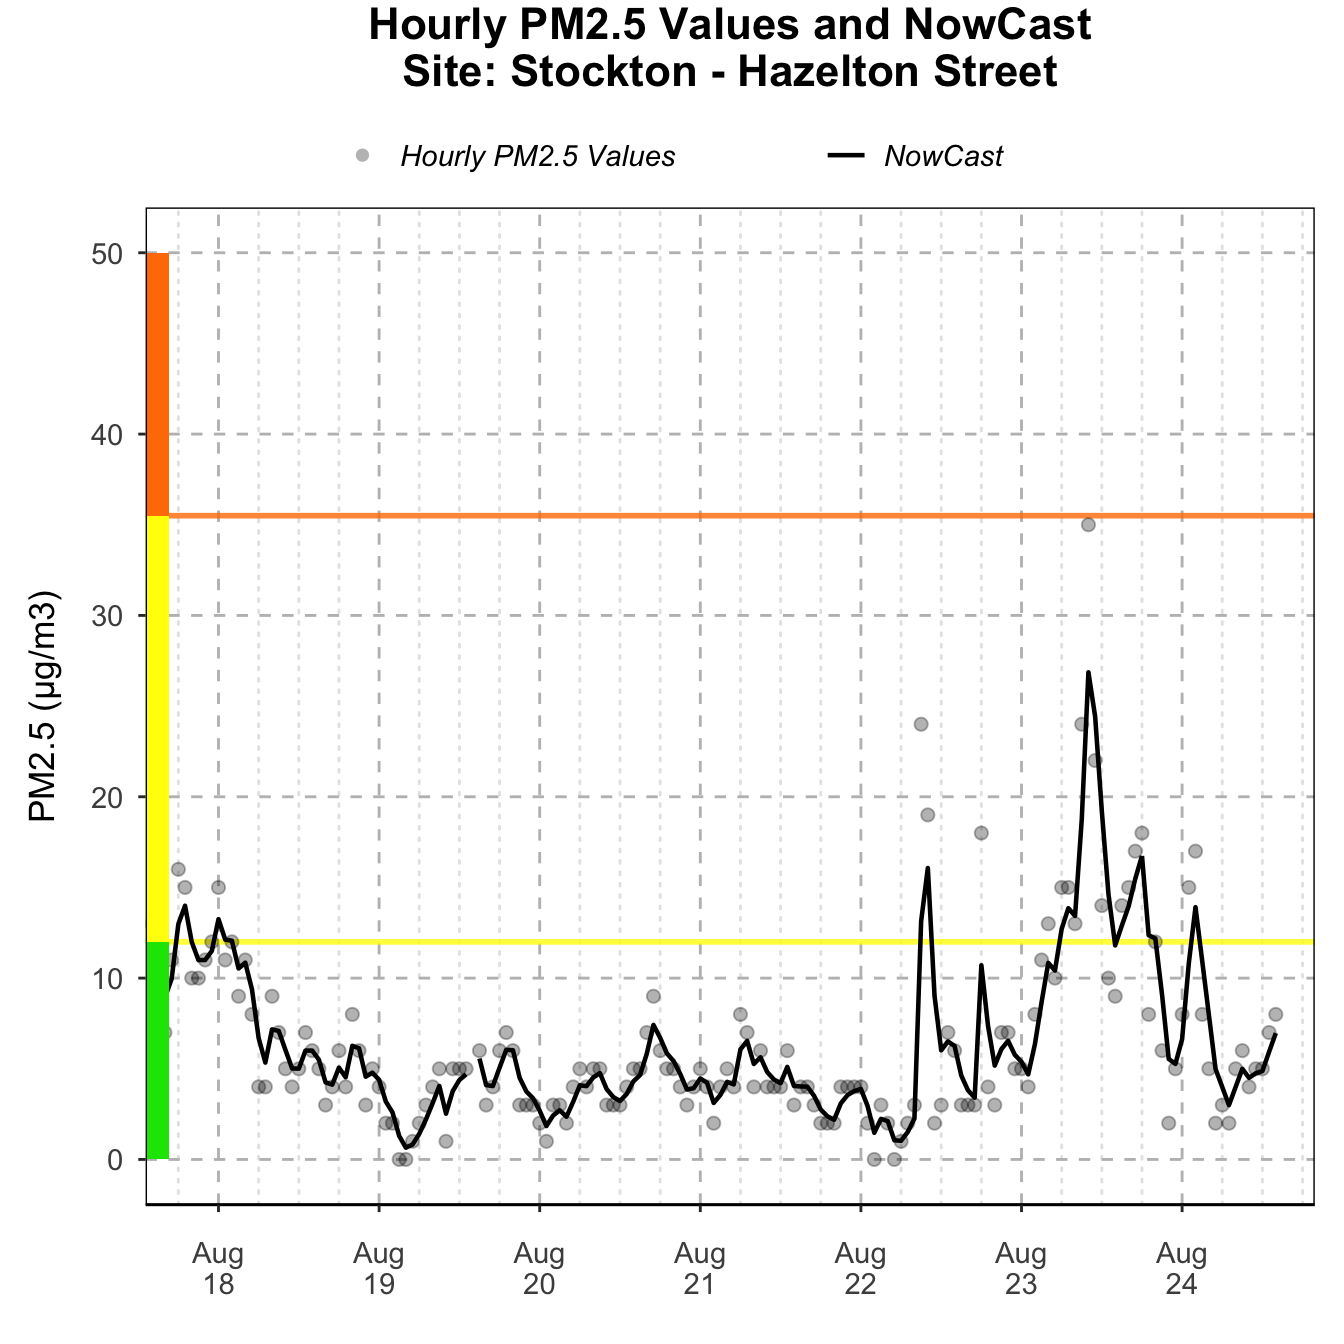 Hourly PM2.5 Values and NowCast
Site: Stockton - Hazelton Street
Hourly PM2.5 Values
NowCast
PM2.5 (µg/m3)
50
40
30
20
10
0
Aug
18
Aug
19
Aug
20
Aug
21
Aug
22
Aug
23
Aug
24